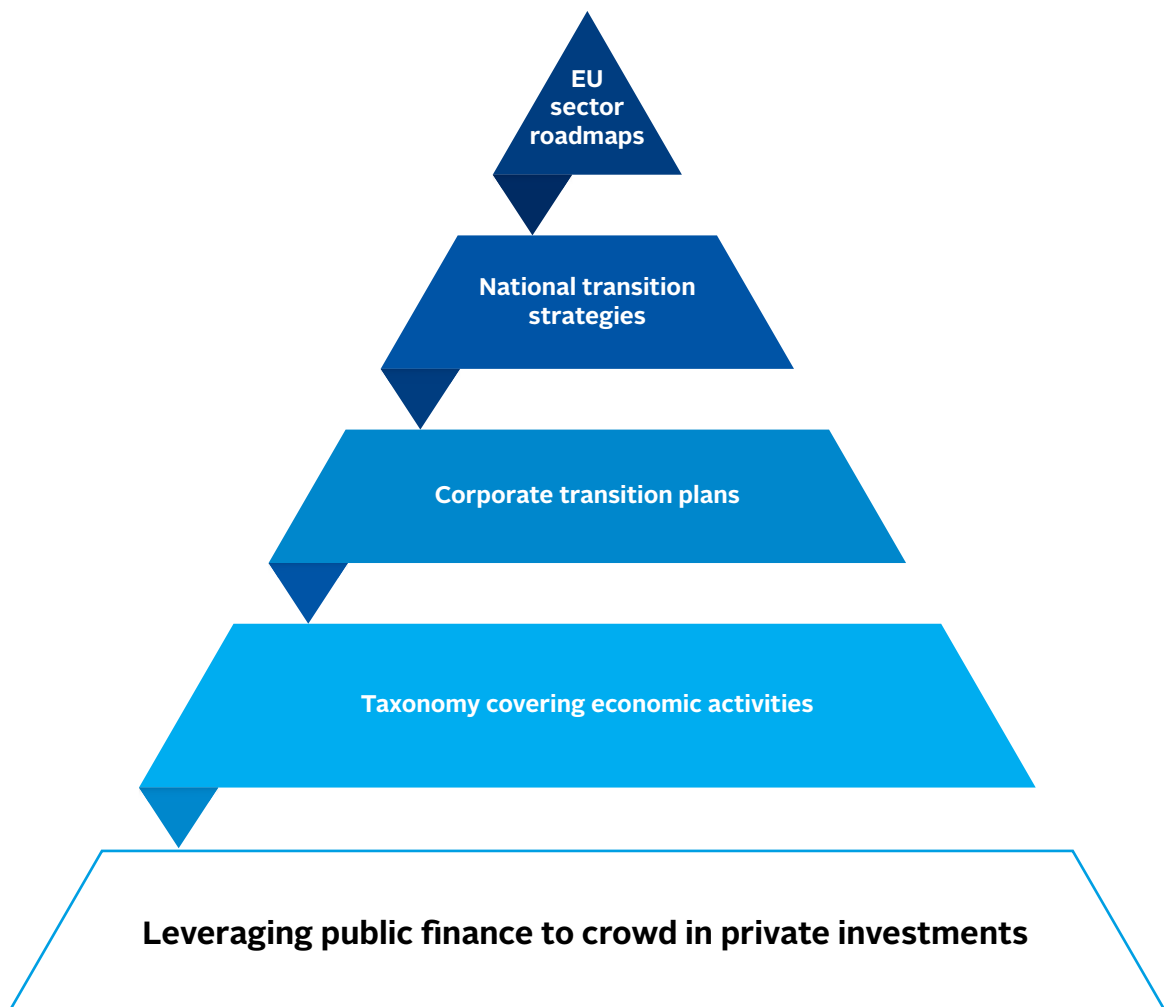 EU
sector
roadmaps
National transition
strategies
Corporate transition plans
Taxonomy covering economic activities
Leveraging public finance to crowd in private investments